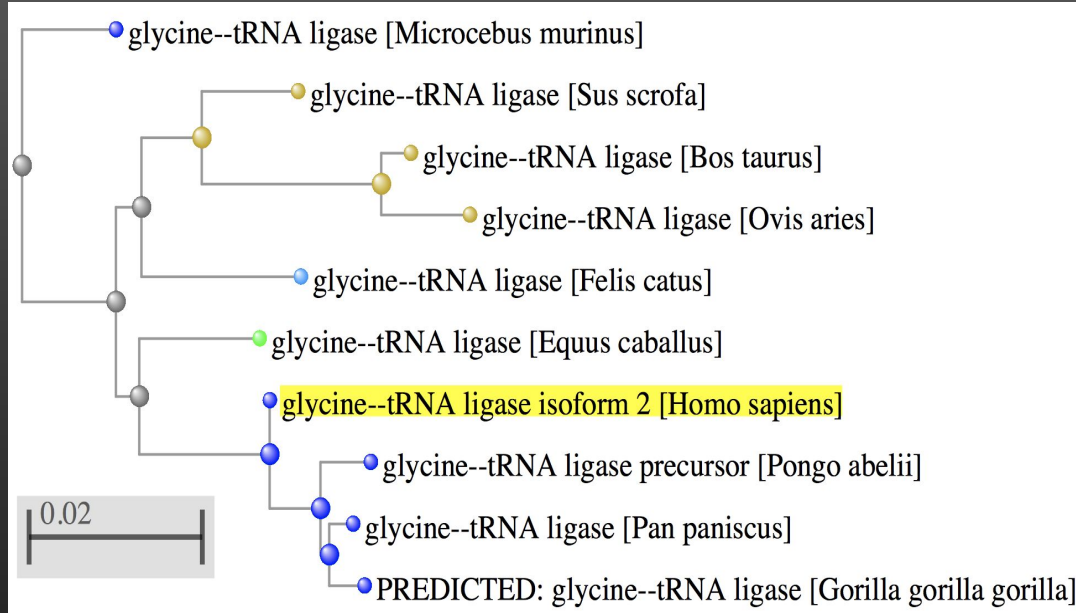 glycine--tRNA ligase [Microcebus murinus]
glycine--tRNA ligase [Sus scrofa]
glycine--tRNA ligase [Bos taurus]
glycine--tRNA ligase [Ovis aries]
glycine--tRNA ligase [Felis catus]
glycine--tRNA ligase [Equus caballus]
glycine--tRNA ligase isoform 2 [Homo sapiens]
glycine--tRNA ligase precursor [Pongo abelii]
0.02
glycine--tRNA ligase [Pan paniscus]
PREDICTED: glycine--tRNA ligase [Gorilla gorilla gorilla]